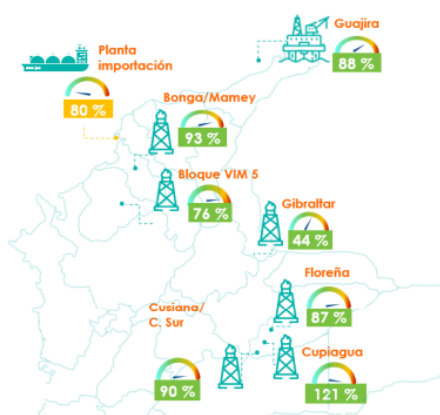 Guajira
88 %
Planta
importación
80 %
Bonga/Mamey
93 %
Bloque VIM 5
76 %
Gibraltar
44 %
Floreña
87 %
Cusiana/
C. Sur
90 %
Cupiagua
121 %